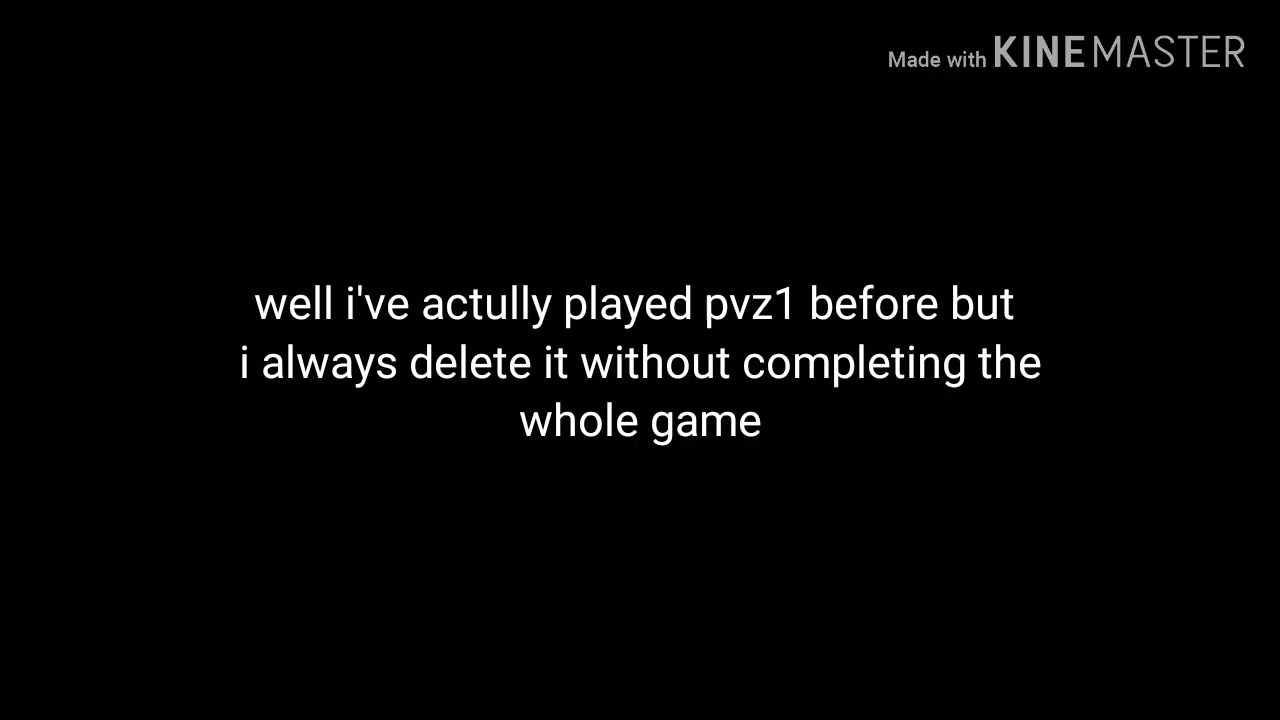 Made with KINEMASTER
well i've actully played pvz1 before but
i always delete it without completing the
whole game